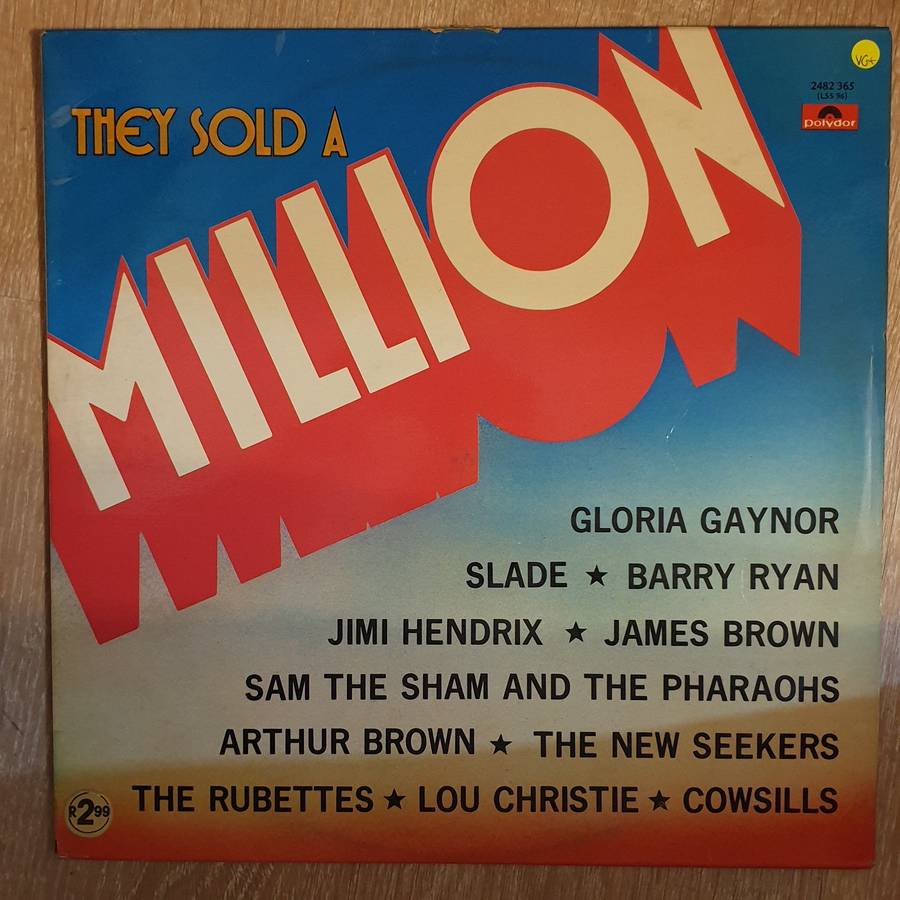 THEY SOLD A
MILLION
VG+
2482 365
(LSS 96)
polydor
GLORIA GAYNOR
SLADE ★ BARRY RYAN
JIMI HENDRIX ★ JAMES BROWN
SAM THE SHAM AND THE PHARAOHS
ARTHUR BROWN ★ THE NEW SEEKERS
THE RUBETTES ★ LOU CHRISTIE ★ COWSILLS
R2.99